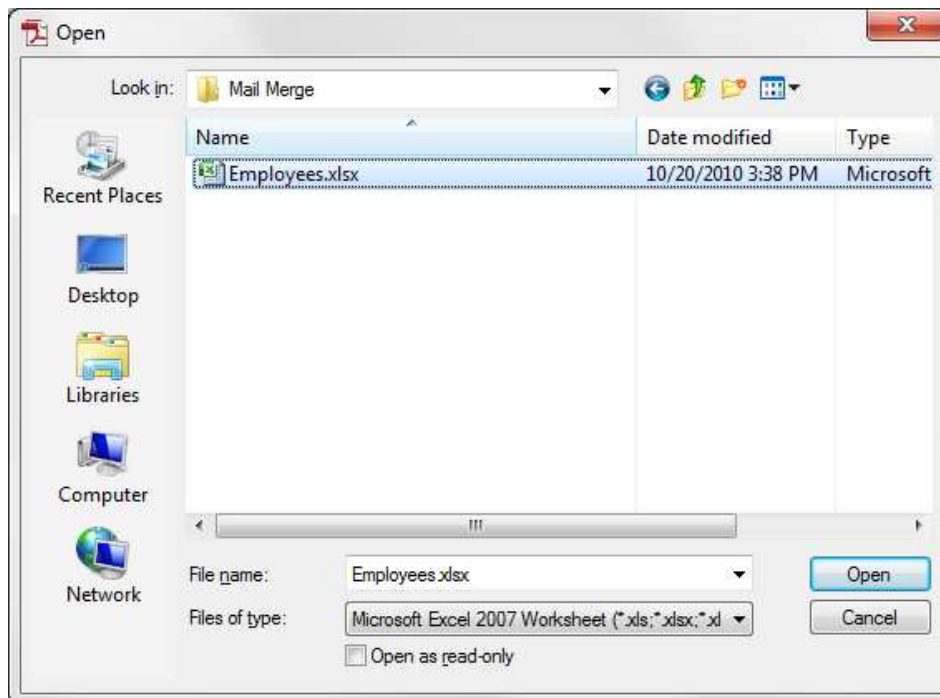 Open
Look in: Mail Merge
Name Date modified Type
Employees.xlsx 10/20/2010 3:38 PM Microsoft
Recent Places
Desktop
Libraries
Computer
Network
File name: Employees.xlsx Open
Files of type: Microsoft Excel 2007 Worksheet (*.xls;*.xlsx;*.xl Cancel
Open as read-only